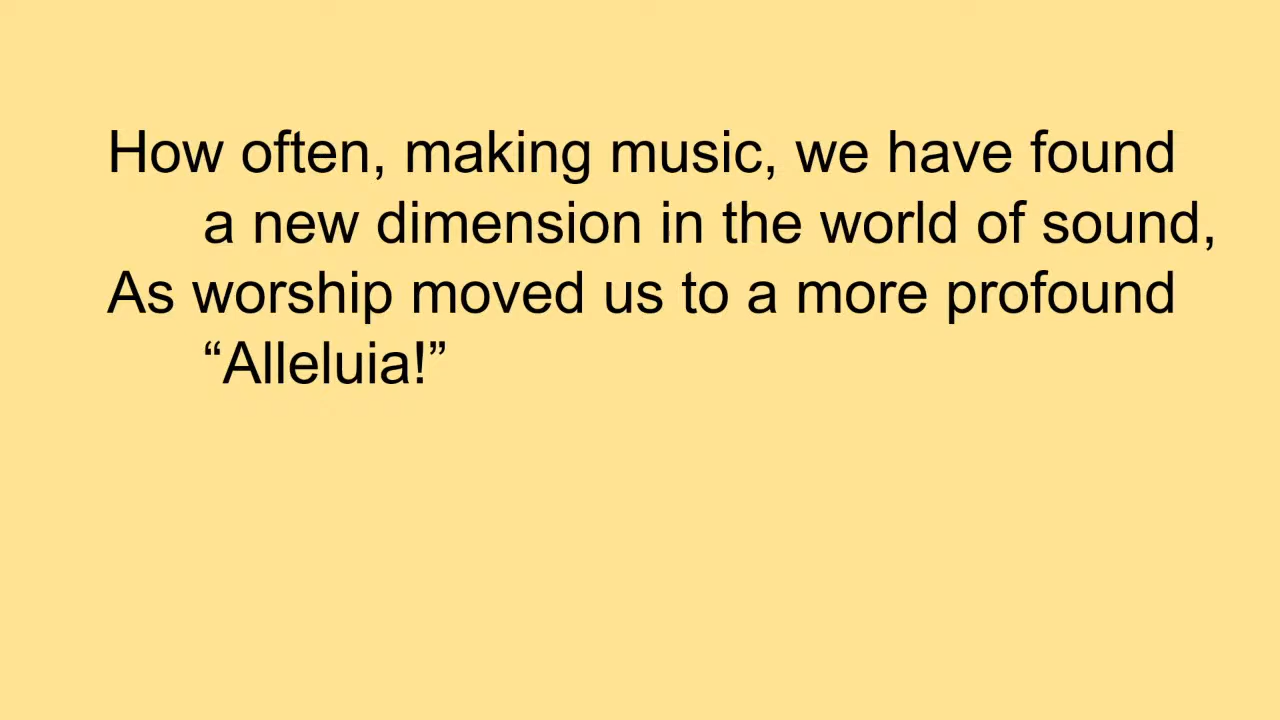 How often, making music, we have found
a new dimension in the world of sound,
As worship moved us to a more profound
“Alleluia!”